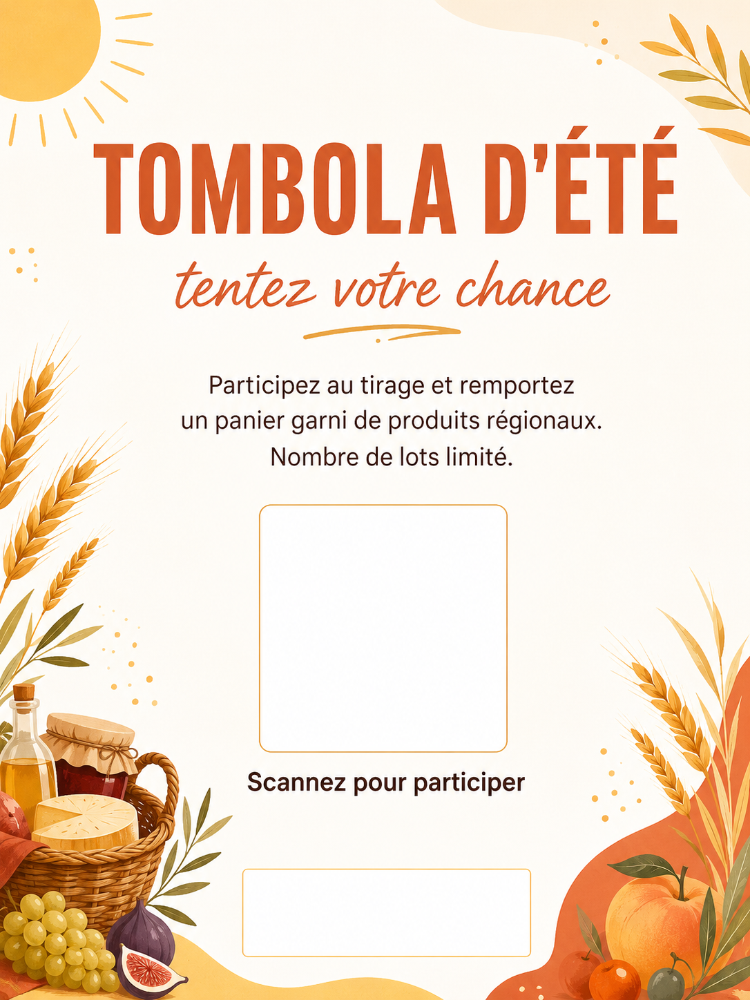 TOMBOLA D’ÉTÉ
tentez votre chance
Participez au tirage et remportez
un panier garni de produits régionaux.
Nombre de lots limité.
Scannez pour participer